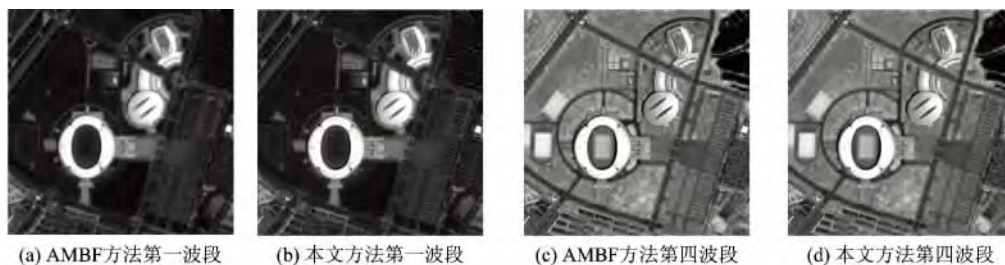 (a) AMBF方法第一波段
(b) 本文方法第一波段
(c) AMBF方法第四波段
(d) 本文方法第四波段